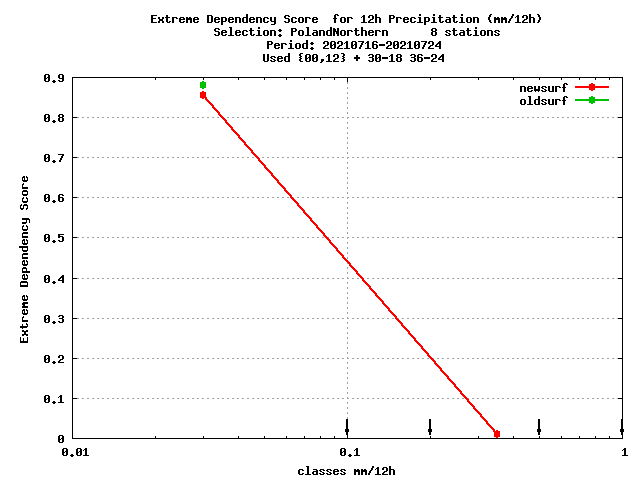 Extreme Dependency Score  for 12h Precipitation (mm/12h)
Selection: PolandNorthern      8 stations
Period: 20210716-20210724
Used {00,12} + 30-18 36-24
newsurf
oldsurf
0.9
0.8
0.7
0.6
0.5
0.4
0.3
0.2
0.1
0
Extreme Dependency Score
0.01 0.1 1
classes mm/12h